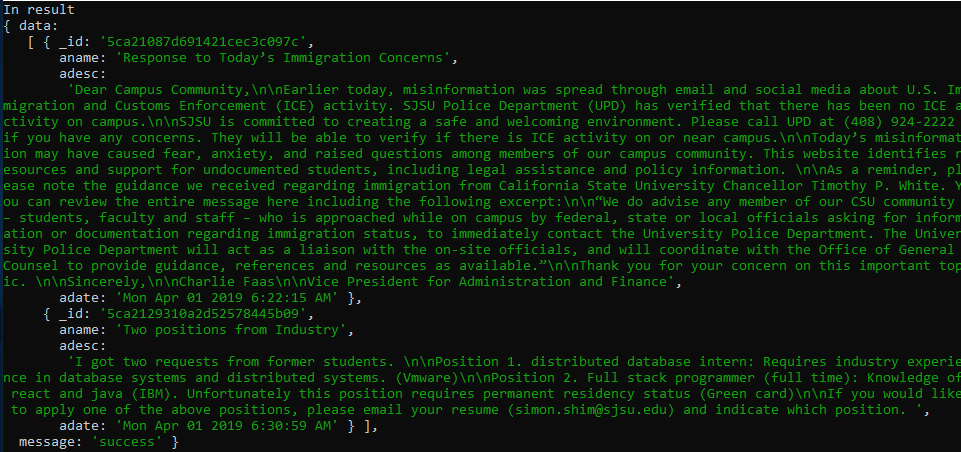 In result
{ data:
[ { _id: '5ca21087d691421cec3c097c',
aname: 'Response to Today’s Immigration Concerns',
adesc:
'Dear Campus Community,\n\nEarlier today, misinformation was spread through email and social media about U.S. Im
migration and Customs Enforcement (ICE) activity. SJSU Police Department (UPD) has verified that there has been no ICE a
ctivity on campus.\n\nSJSU is committed to creating a safe and welcoming environment. Please call UPD at (408) 924-2222
if you have any concerns. They will be able to verify if there is ICE activity on or near campus.\n\nToday’s misinformat
ion may have caused fear, anxiety, and raised questions among members of our campus community. This website identifies r
esources and support for undocumented students, including legal assistance and policy information. \n\nAs a reminder, pl
ease note the guidance we received regarding immigration from California State University Chancellor Timothy P. White. Y
ou can review the entire message here including the following excerpt:\n\n“We do advise any member of our CSU community
– students, faculty and staff – who is approached while on campus by federal, state or local officials asking for inform
ation or documentation regarding immigration status, to immediately contact the University Police Department. The Univer
sity Police Department will act as a liaison with the on-site officials, and will coordinate with the Office of General
Counsel to provide guidance, references and resources as available.”\n\nThank you for your concern on this important top
ic. \n\nSincerely,\n\nCharlie Faas\n\nVice President for Administration and Finance',
adate: 'Mon Apr 01 2019 6:22:15 AM' },
{ _id: '5ca2129310a2d52578445b09',
aname: 'Two positions from Industry',
adesc:
'I got two requests from former students. \n\nPosition 1. distributed database intern: Requires industry experie
nce in database systems and distributed systems. (Vmware)\n\nPosition 2. Full stack programmer (full time): Knowledge of
react and java (IBM). Unfortunately this position requires permanent residency status (Green card)\n\nIf you would like
to apply one of the above positions, please email your resume (simon.shim@sjsu.edu) and indicate which position. ',
adate: 'Mon Apr 01 2019 6:30:59 AM' } ],
message: 'success' }